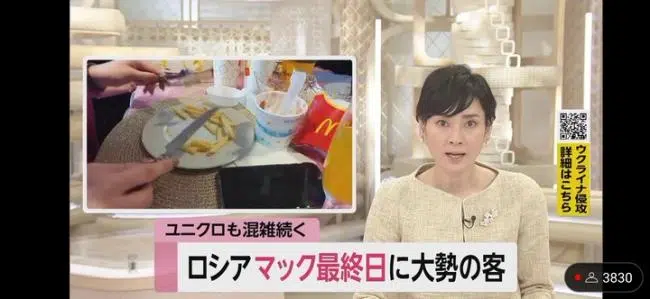 ユニクロも混雑続く
ロシアマック最終日に大勢の客
ウクライナ侵攻
詳細はこちら
3830